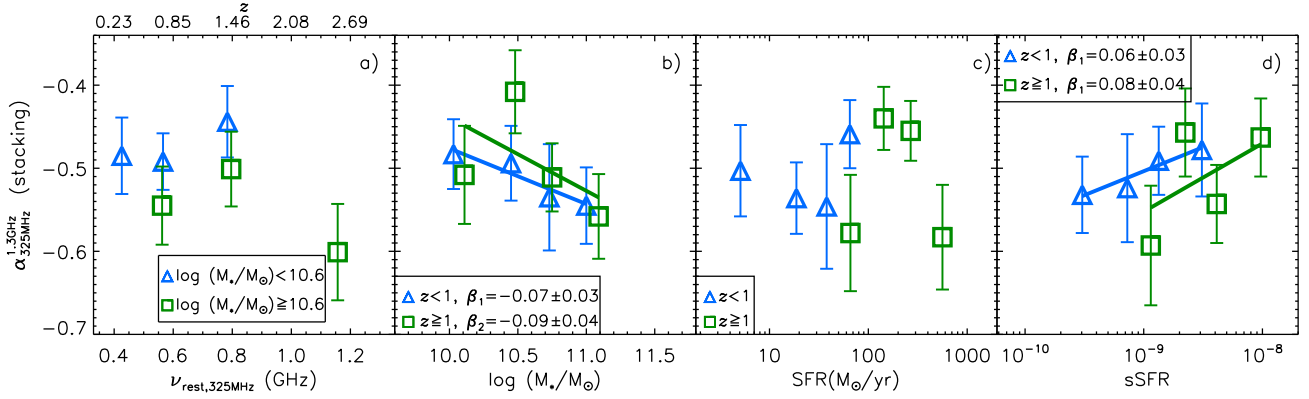 z
0.23 0.85 1.46 2.08 2.69
α 1.3GHz 325MHz (stacking)
-0.4
-0.5
-0.6
-0.7
a)
log (M*/M⊙)<10.6
log (M*/M⊙)≧10.6
0.4 0.6 0.8 1.0 1.2
ν rest,325MHz (GHz)
b)
z<1, β1=−0.07±0.03
z≧1, β2=−0.09±0.04
10.0 10.5 11.0 11.5
log (M*/M⊙)
c)
z<1
z≧1
10 100 1000
SFR(M⊙/yr)
z<1, β1=0.06±0.03
z≧1, β1=0.08±0.04
d)
10^-10 10^-9 10^-8
sSFR